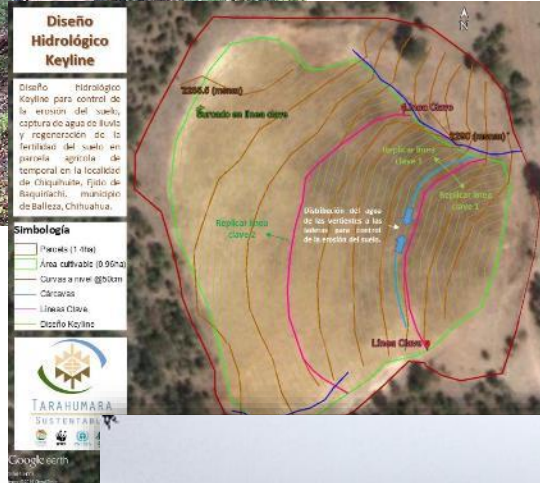 Diseño
Hidrológico
Keyline
Diseño hidrológico
Keyline para control de
la erosión del suelo,
captura de agua de lluvia
y regeneración de la
fertilidad del suelo en
parcela agrícola de
temporal en la localidad
de Chiquihuite, Ejido de
Baquiriachi, municipio
de Balleza, Chihuahua.
Simbología
Parcela (1.4ha)
Área cultivable (0.96ha)
Curvas a nivel @50cm
Cárcavas
Líneas Clave
Diseño Keyline
TARAHUMARA
SUSTENTABLE
WWF
Google earth
N
(msnm)
Surcado en línea clave
Línea Clave
(msnm)
Replicar línea
clave 3
Replicar línea
clave 1
Replicar línea
clave 2
Distribución del agua
de las vertientes a las
laderas para control
de la erosión del suelo.
Línea Clave